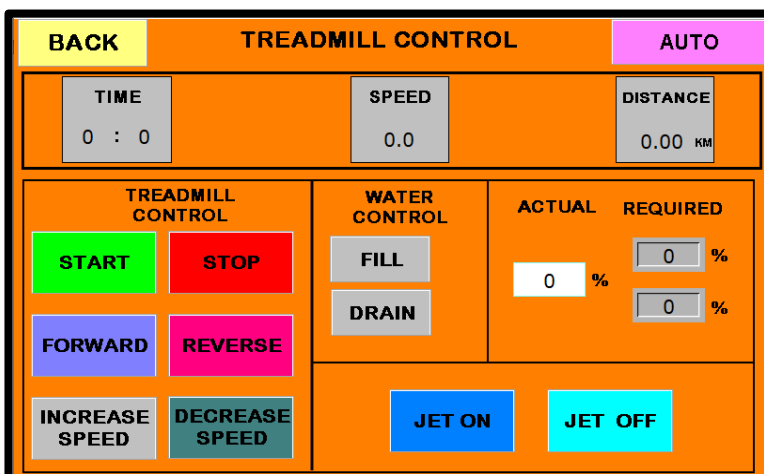 BACK
TREADMILL CONTROL
AUTO
TIME
0 : 0
SPEED
0.0
DISTANCE
0.00 KM
TREADMILL
CONTROL
START
STOP
FORWARD
REVERSE
INCREASE
SPEED
DECREASE
SPEED
WATER
CONTROL
FILL
DRAIN
ACTUAL
REQUIRED
0 %
0 %
0 %
JET ON
JET OFF